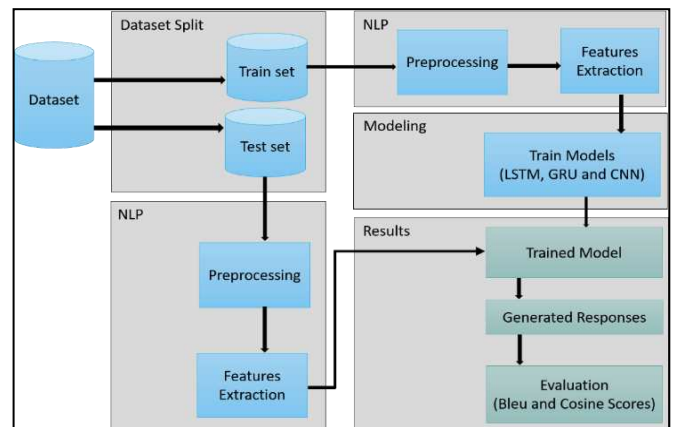 Dataset
Dataset Split
Train set
Test set
NLP
Preprocessing
Features
Extraction
Modeling
Train Models
(LSTM, GRU and CNN)
NLP
Preprocessing
Features
Extraction
Results
Trained Model
Generated Responses
Evaluation
(Bleu and Cosine Scores)